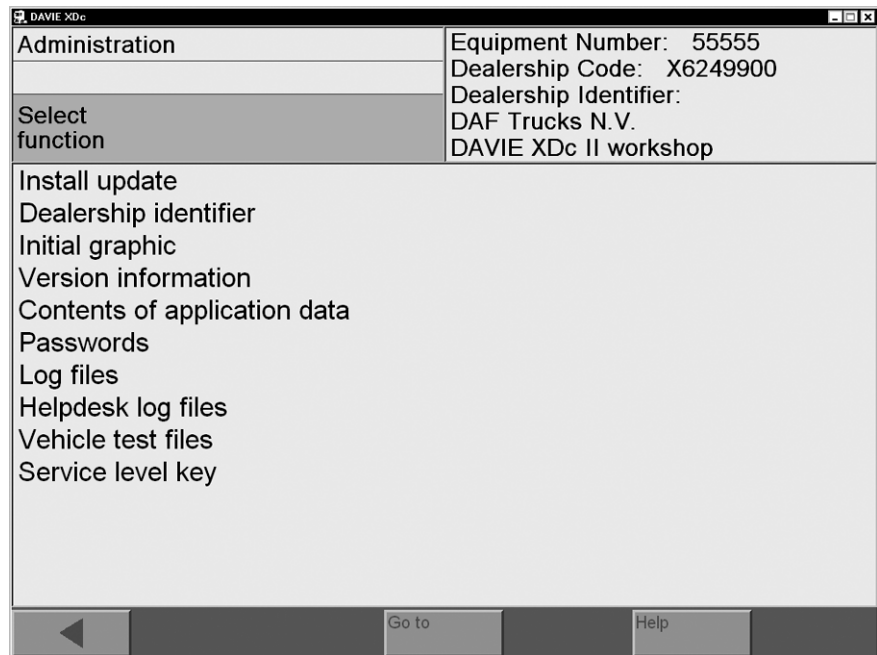 DAVIE XDc
Administration
Select
function
Equipment Number: 55555
Dealership Code: X6249900
Dealership Identifier:
DAF Trucks N.V.
DAVIE XDc II workshop
Install update
Dealership identifier
Initial graphic
Version information
Contents of application data
Passwords
Log files
Helpdesk log files
Vehicle test files
Service level key
Go to
Help